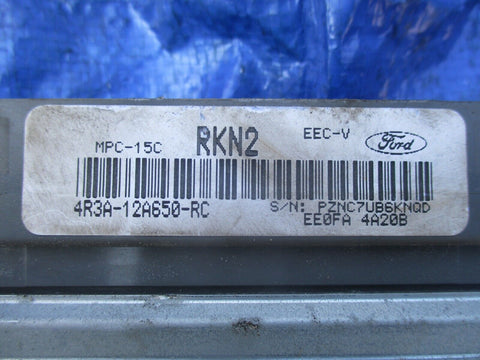 MPC-15C RKN2 EEC-V Ford
4R3A-12A650-RC S/N: PZNC7UB6KNQD
EE0FA 4A20B